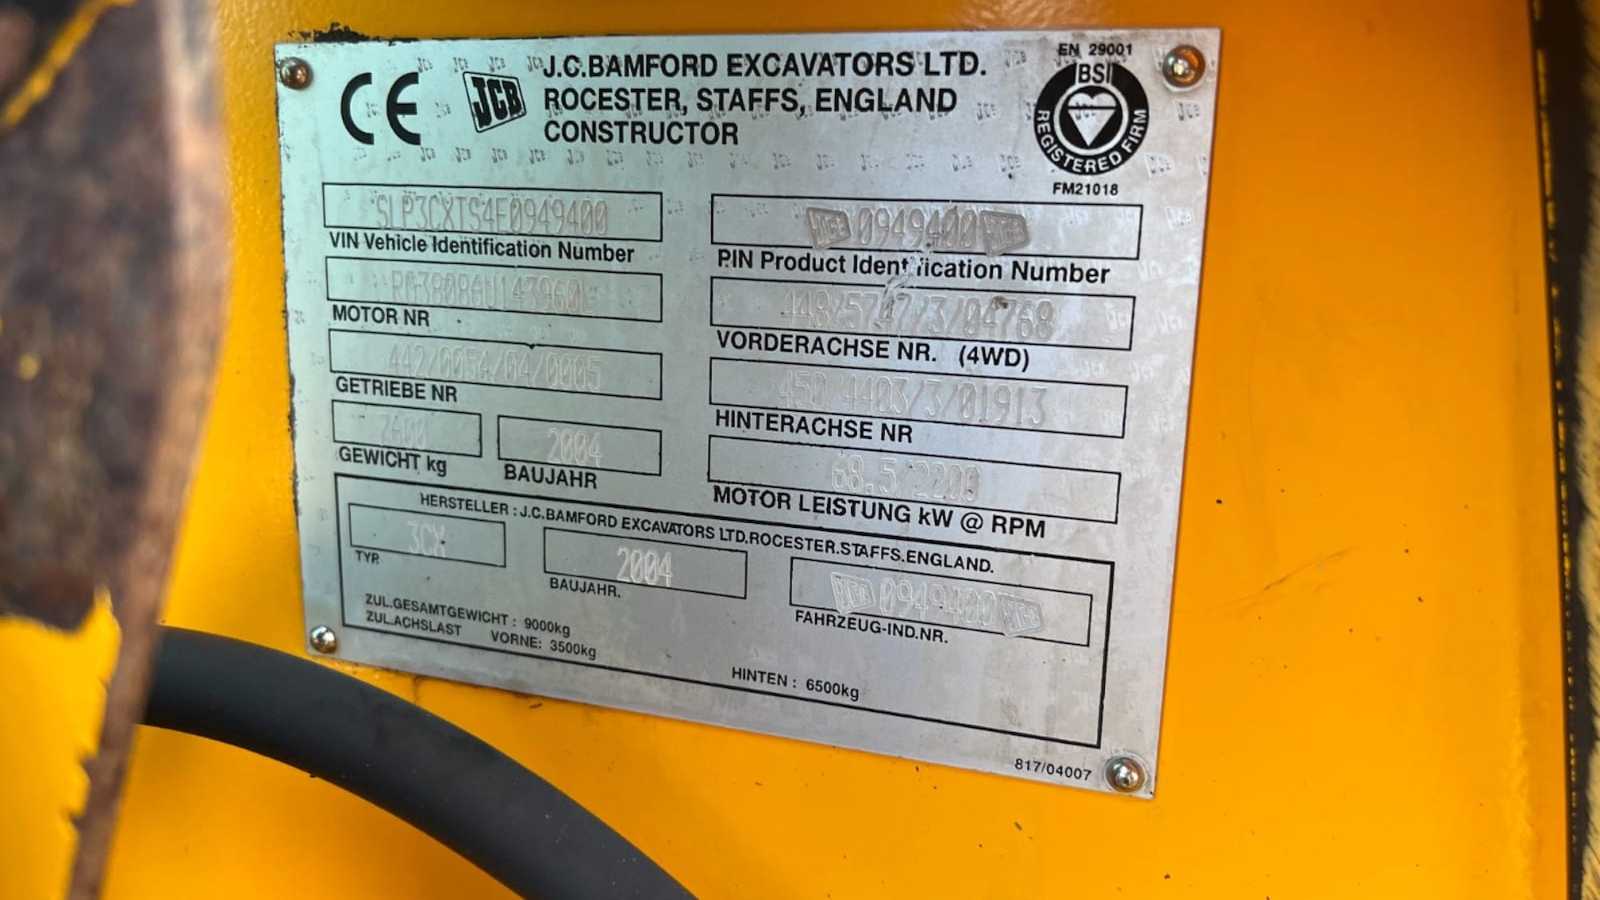 CE JCB J.C.BAMFORD EXCAVATORS LTD.
ROCESTER, STAFFS, ENGLAND
CONSTRUCTOR
EN 29001
BSI
REGISTERED FIRM
FM21018
SLP3CXTS4E0949400
VIN Vehicle Identification Number
JCB 0949400 JCB
PIN Product Identification Number
MOTOR NR
448/5747/3/04768
VORDERACHSE NR. (4WD)
442/0054/04/0005
GETRIEBE NR
450/4403/3/01913
HINTERACHSE NR
GEWICHT kg
2004
BAUJAHR
68.5/2200
MOTOR LEISTUNG kW @ RPM
HERSTELLER : J.C.BAMFORD EXCAVATORS LTD.ROCESTER.STAFFS.ENGLAND.
3CX
TYP.
2004
BAUJAHR.
JCB 0949400 JCB
FAHRZEUG-IND.NR.
ZUL.GESAMTGEWICHT : 9000kg
ZUL.ACHSLAST VORNE: 3500kg
HINTEN : 6500kg
817/04007